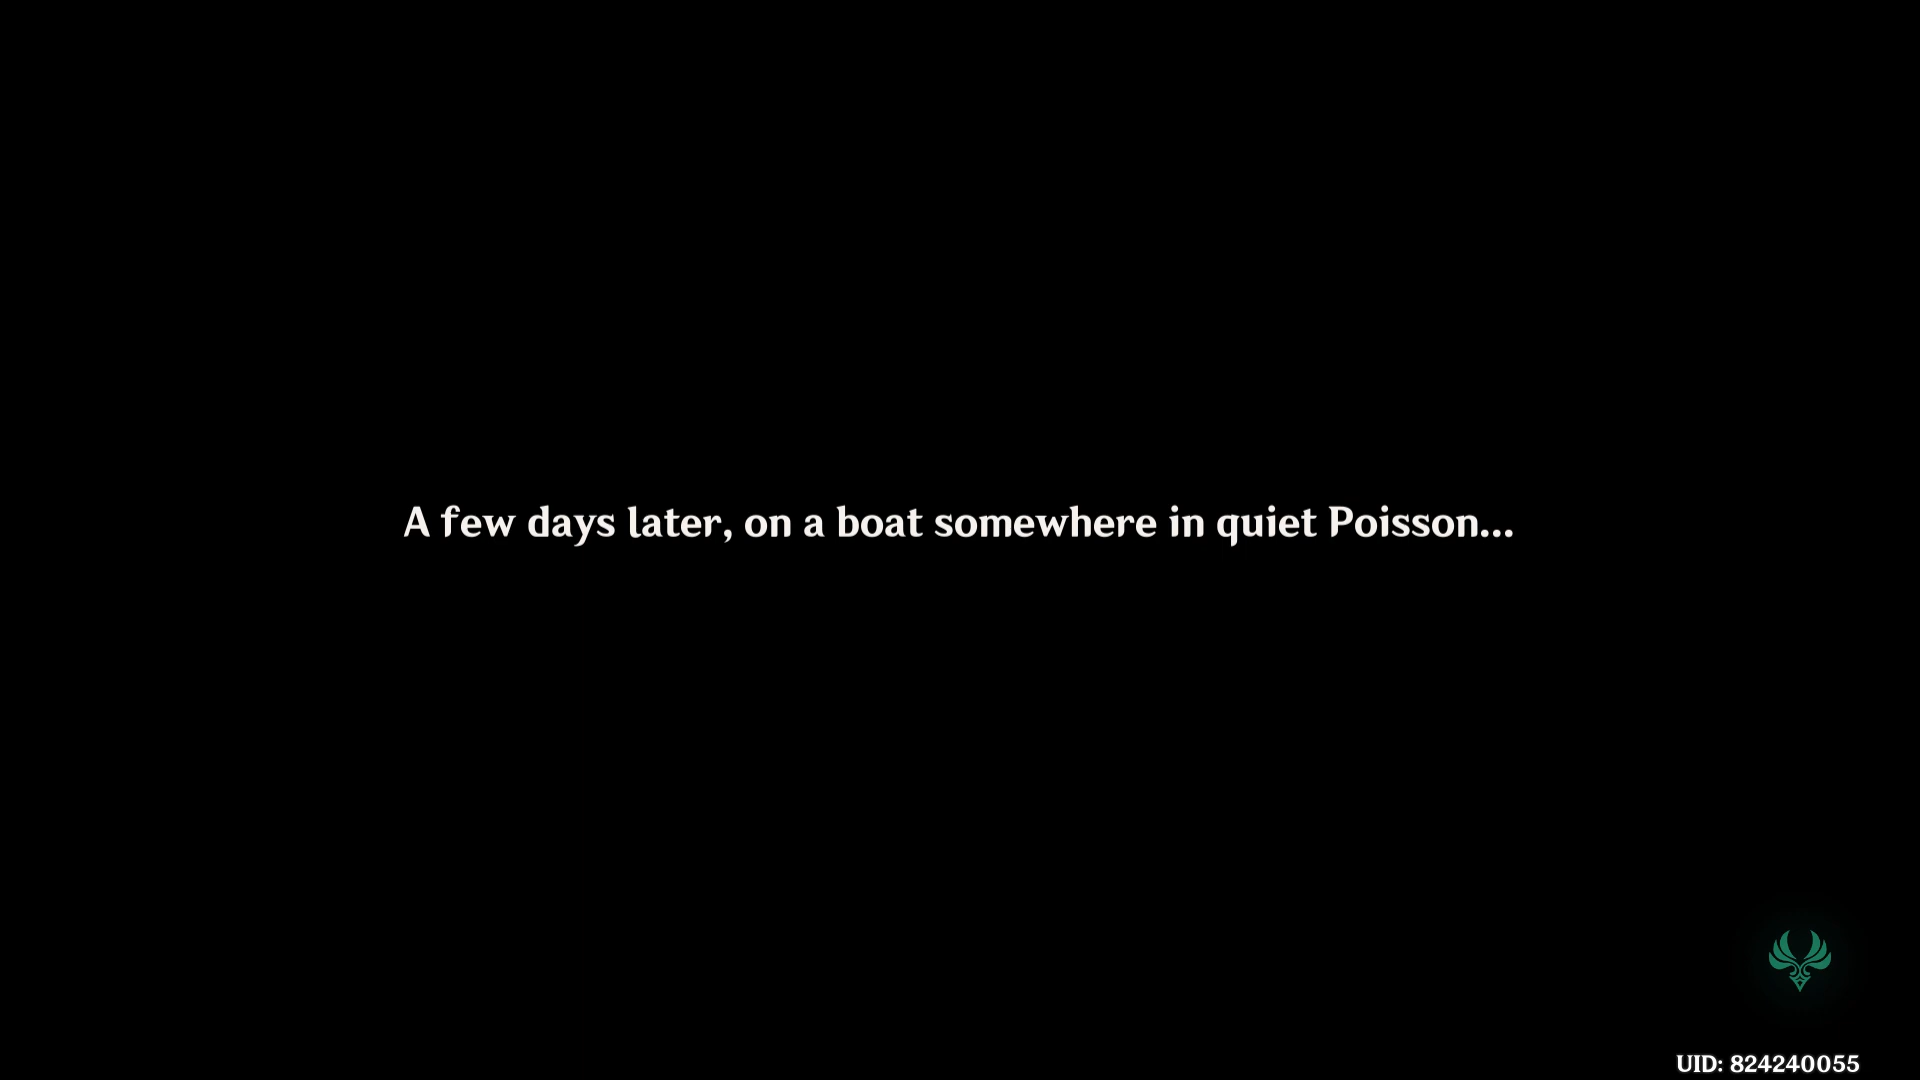 A few days later, on a boat somewhere in quiet Poisson...
UID: 824240055